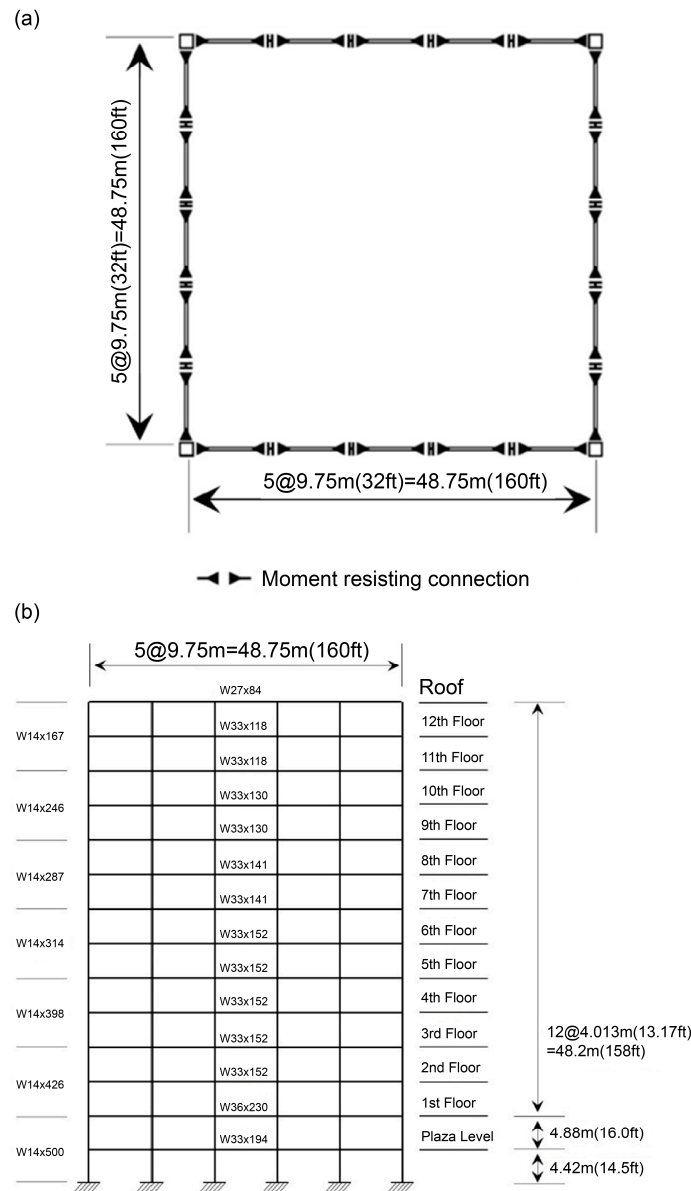 (a)
5@9.75m(32ft)=48.75m(160ft)
5@9.75m(32ft)=48.75m(160ft)
Moment resisting connection
(b)
5@9.75m=48.75m(160ft)
W27x84
Roof
W14x167
W33x118
12th Floor
W33x118
11th Floor
W14x246
W33x130
10th Floor
W33x130
9th Floor
W14x287
W33x141
8th Floor
W33x141
7th Floor
W14x314
W33x152
6th Floor
W33x152
5th Floor
W14x398
W33x152
4th Floor
W33x152
3rd Floor
12@4.013m(13.17ft)
=48.2m(158ft)
W14x426
W33x152
2nd Floor
W36x230
1st Floor
W14x500
W33x194
Plaza Level
4.88m(16.0ft)
4.42m(14.5ft)